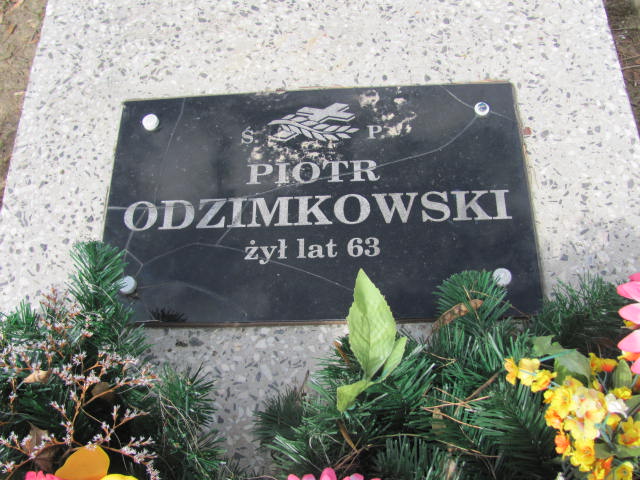 Ś P
PIOTR
ODZIMKOWSKI
żył lat 63